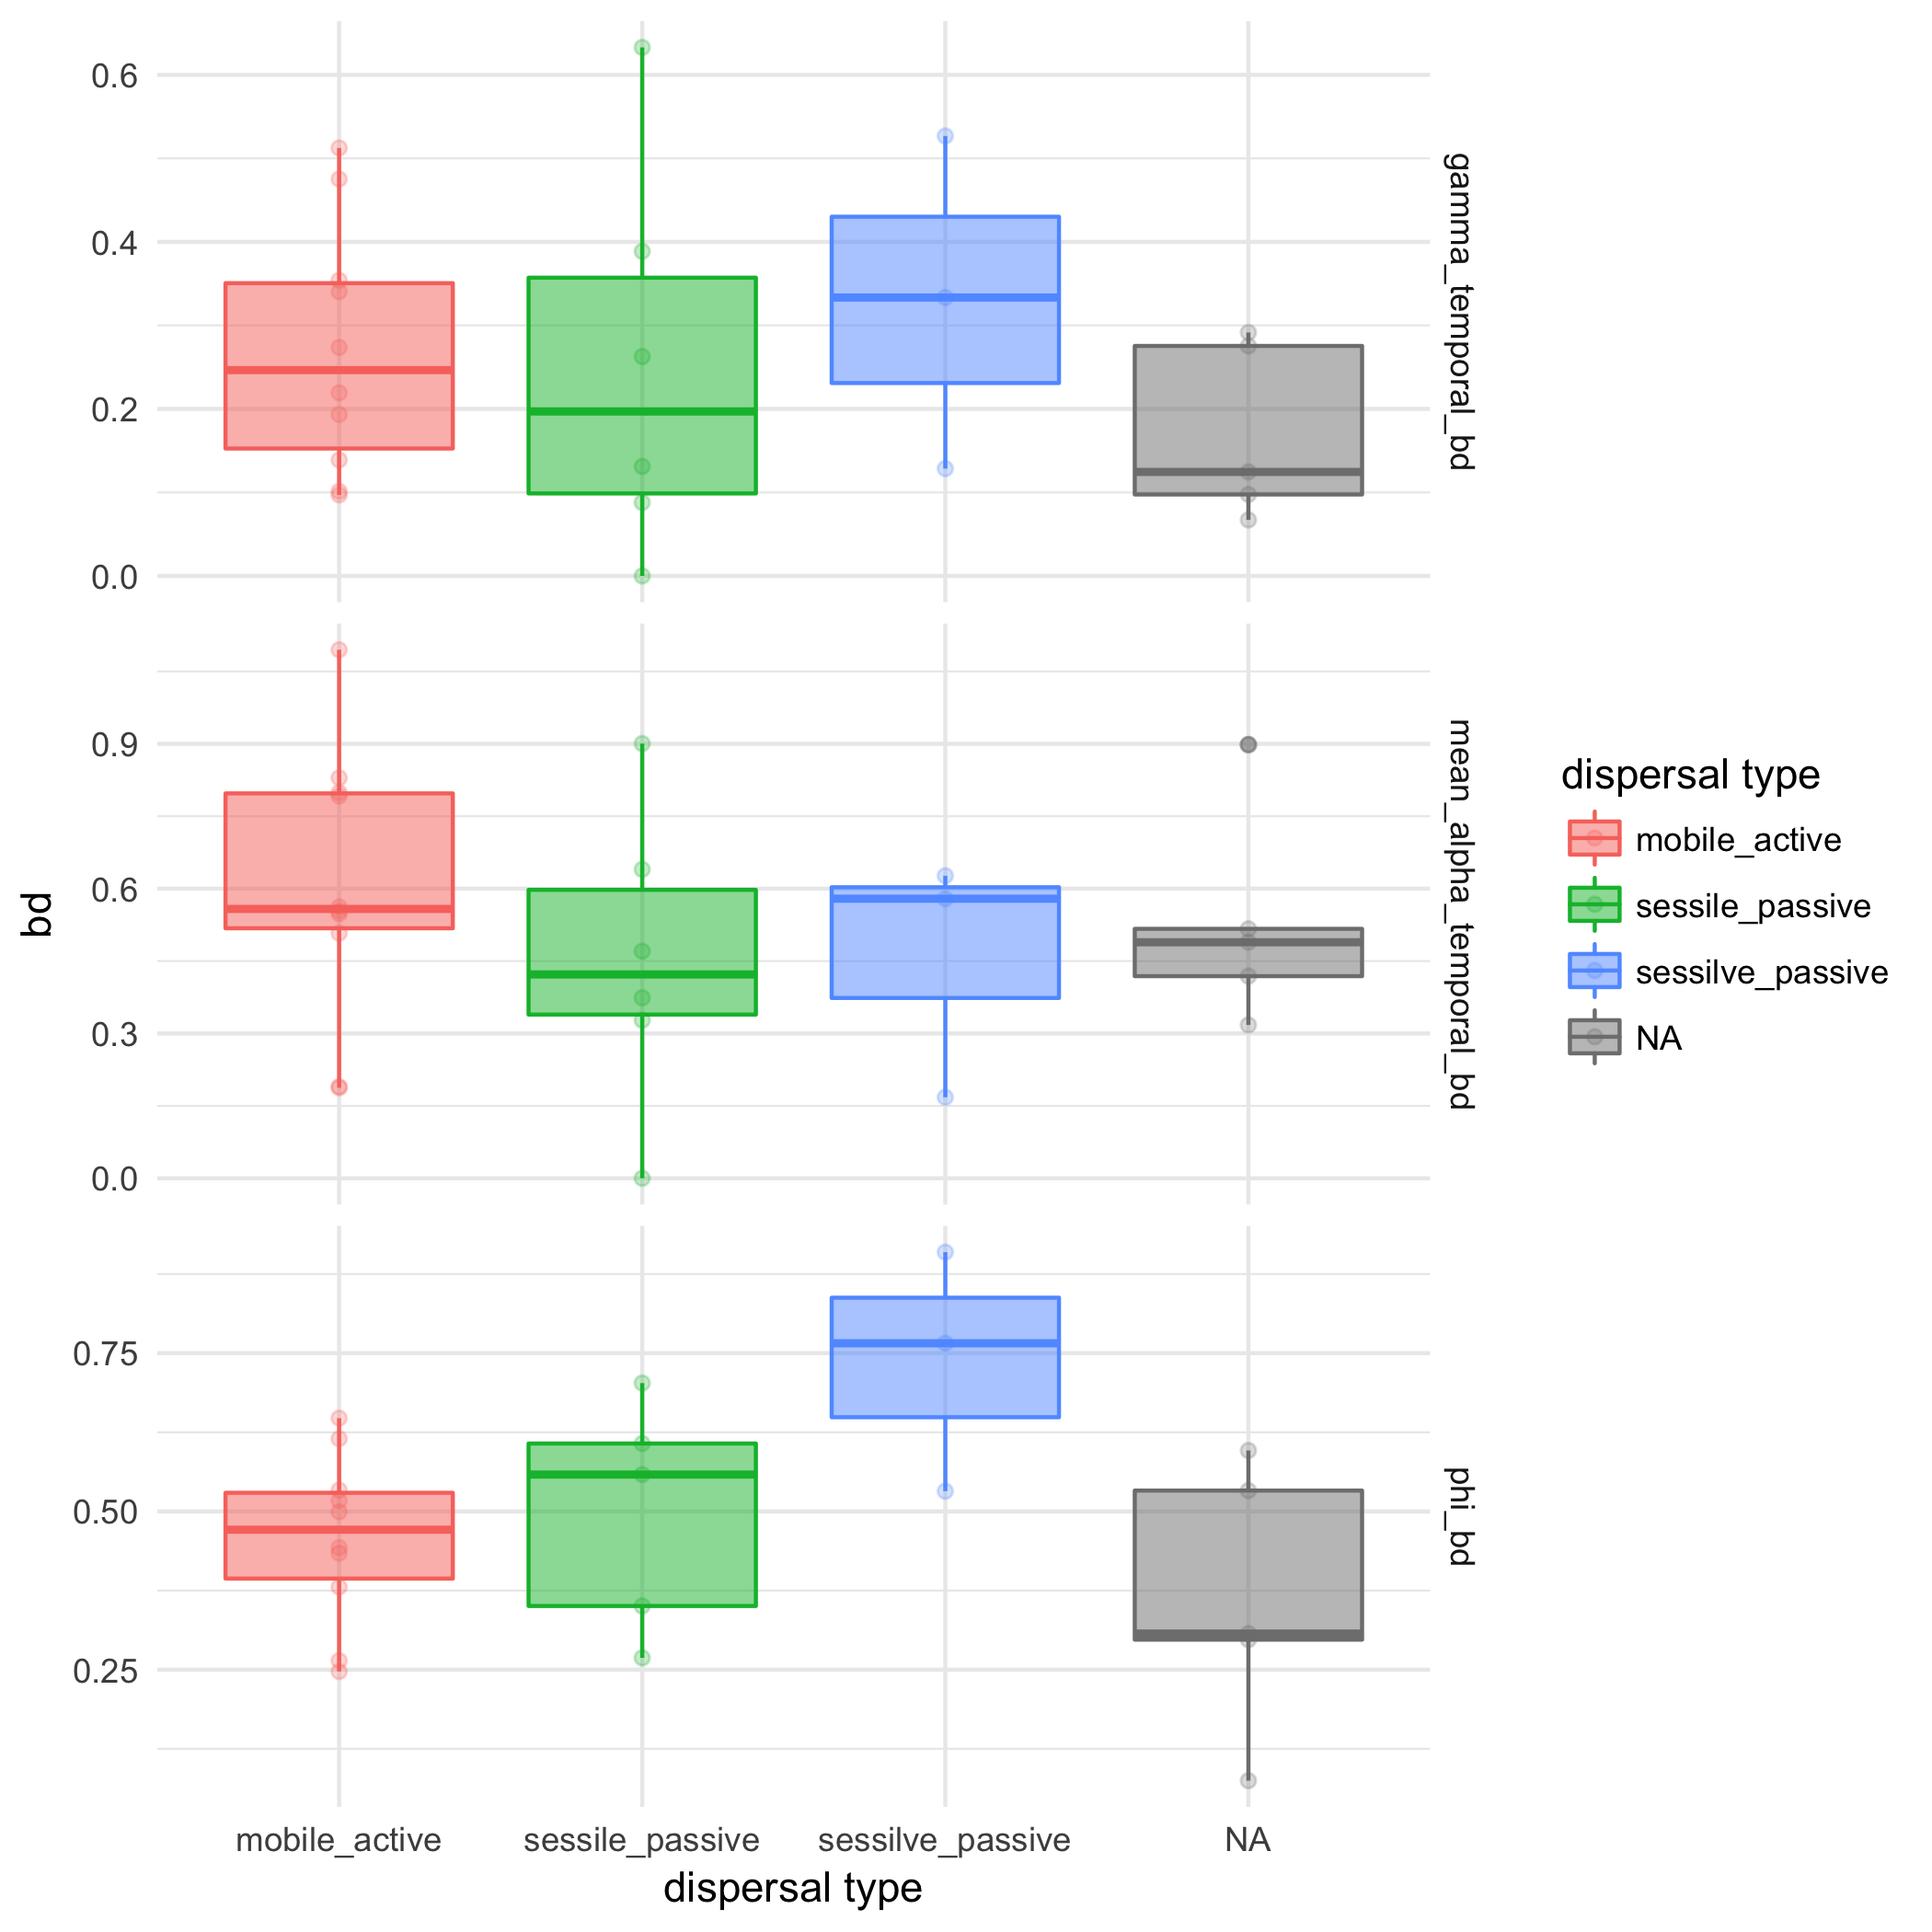 bd
0.6
0.4
0.2
0.0
gamma_temporal_bd
0.9
0.6
0.3
0.0
mean_alpha_temporal_bd
0.75
0.50
0.25
phi_bd
mobile_active
sessile_passive
sessilve_passive
NA
dispersal type
dispersal type
mobile_active
sessile_passive
sessilve_passive
NA